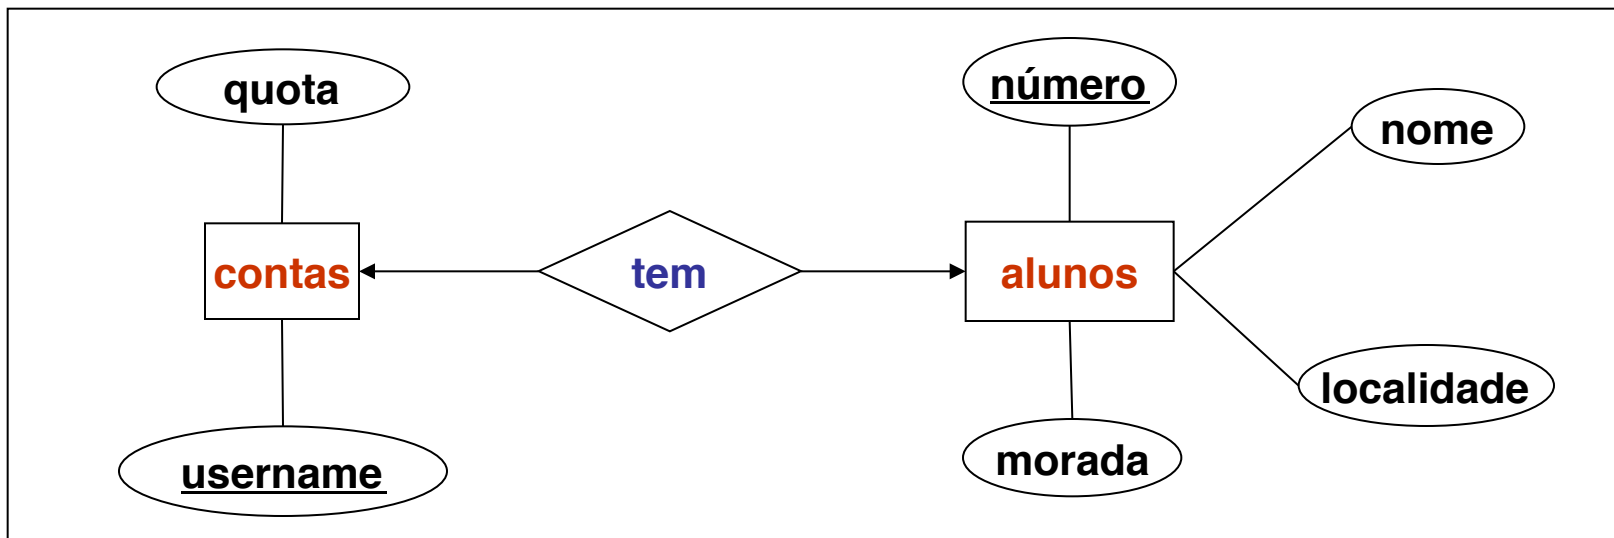 quota
número
nome
contas
tem
alunos
localidade
username
morada